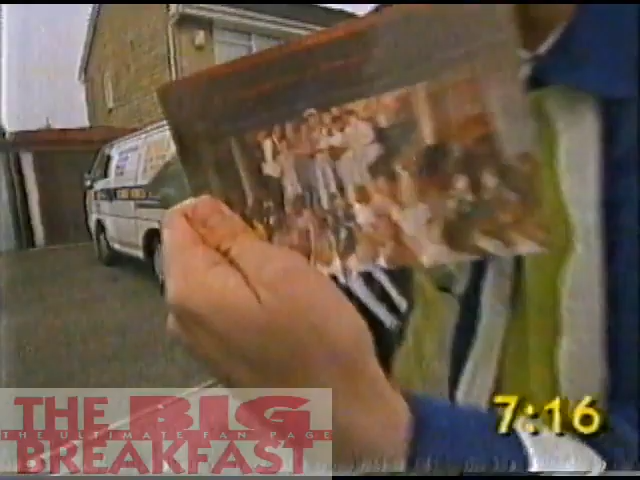 7:16
THE BIG
THE ULTIMATE FAN PAGE
BREAKFAST